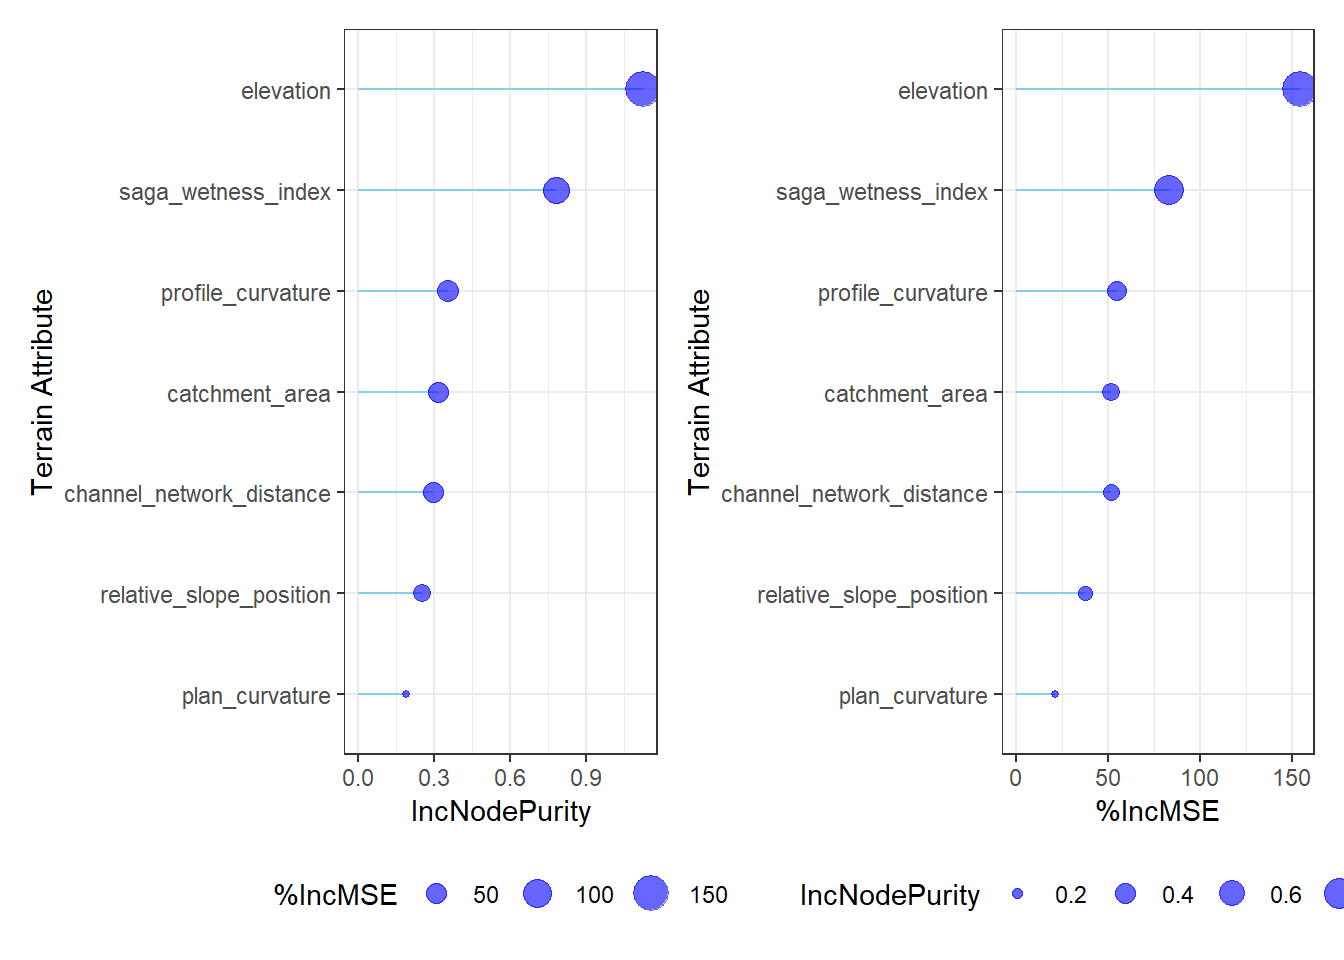 Terrain Attribute
elevation
saga_wetness_index
profile_curvature
catchment_area
channel_network_distance
relative_slope_position
plan_curvature
0.0 0.3 0.6 0.9
IncNodePurity
%IncMSE 50 100 150
Terrain Attribute
elevation
saga_wetness_index
profile_curvature
catchment_area
channel_network_distance
relative_slope_position
plan_curvature
0 50 100 150
%IncMSE
IncNodePurity 0.2 0.4 0.6